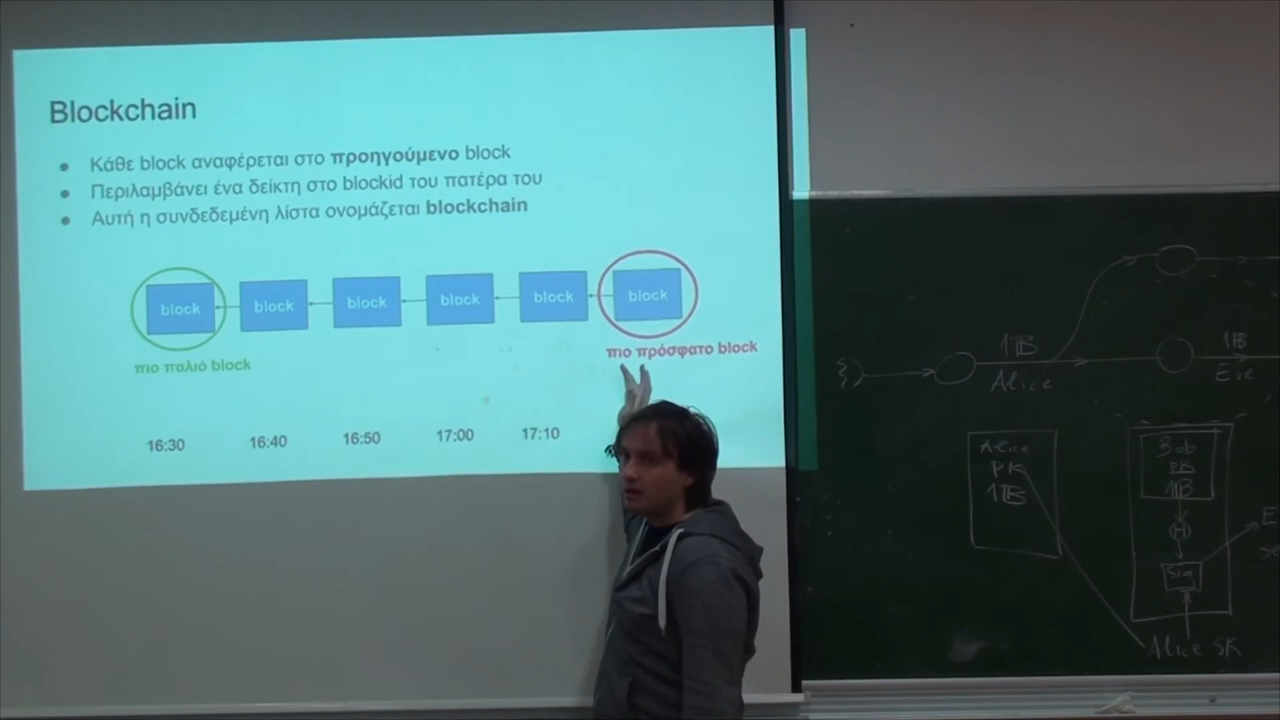 Blockchain
● Κάθε block αναφέρεται στο προηγούμενο block
● Περιλαμβάνει ένα δείκτη στο blockid του πατέρα του
● Αυτή η συνδεδεμένη λίστα ονομάζεται blockchain
block block block block block block
πιο παλιό block
πιο πρόσφατο block
16:30 16:40 16:50 17:00 17:10
1B
Alice
1B
Eve
Alice
PK
1B
Bob
PK
1B
H
Sig
Alice SK